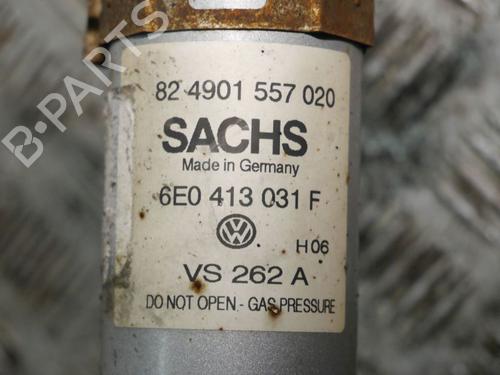 82 4901 557 020
SACHS
Made in Germany
6E0 413 031 F
H06
VS 262 A
DO NOT OPEN - GAS PRESSURE
B-PARTS